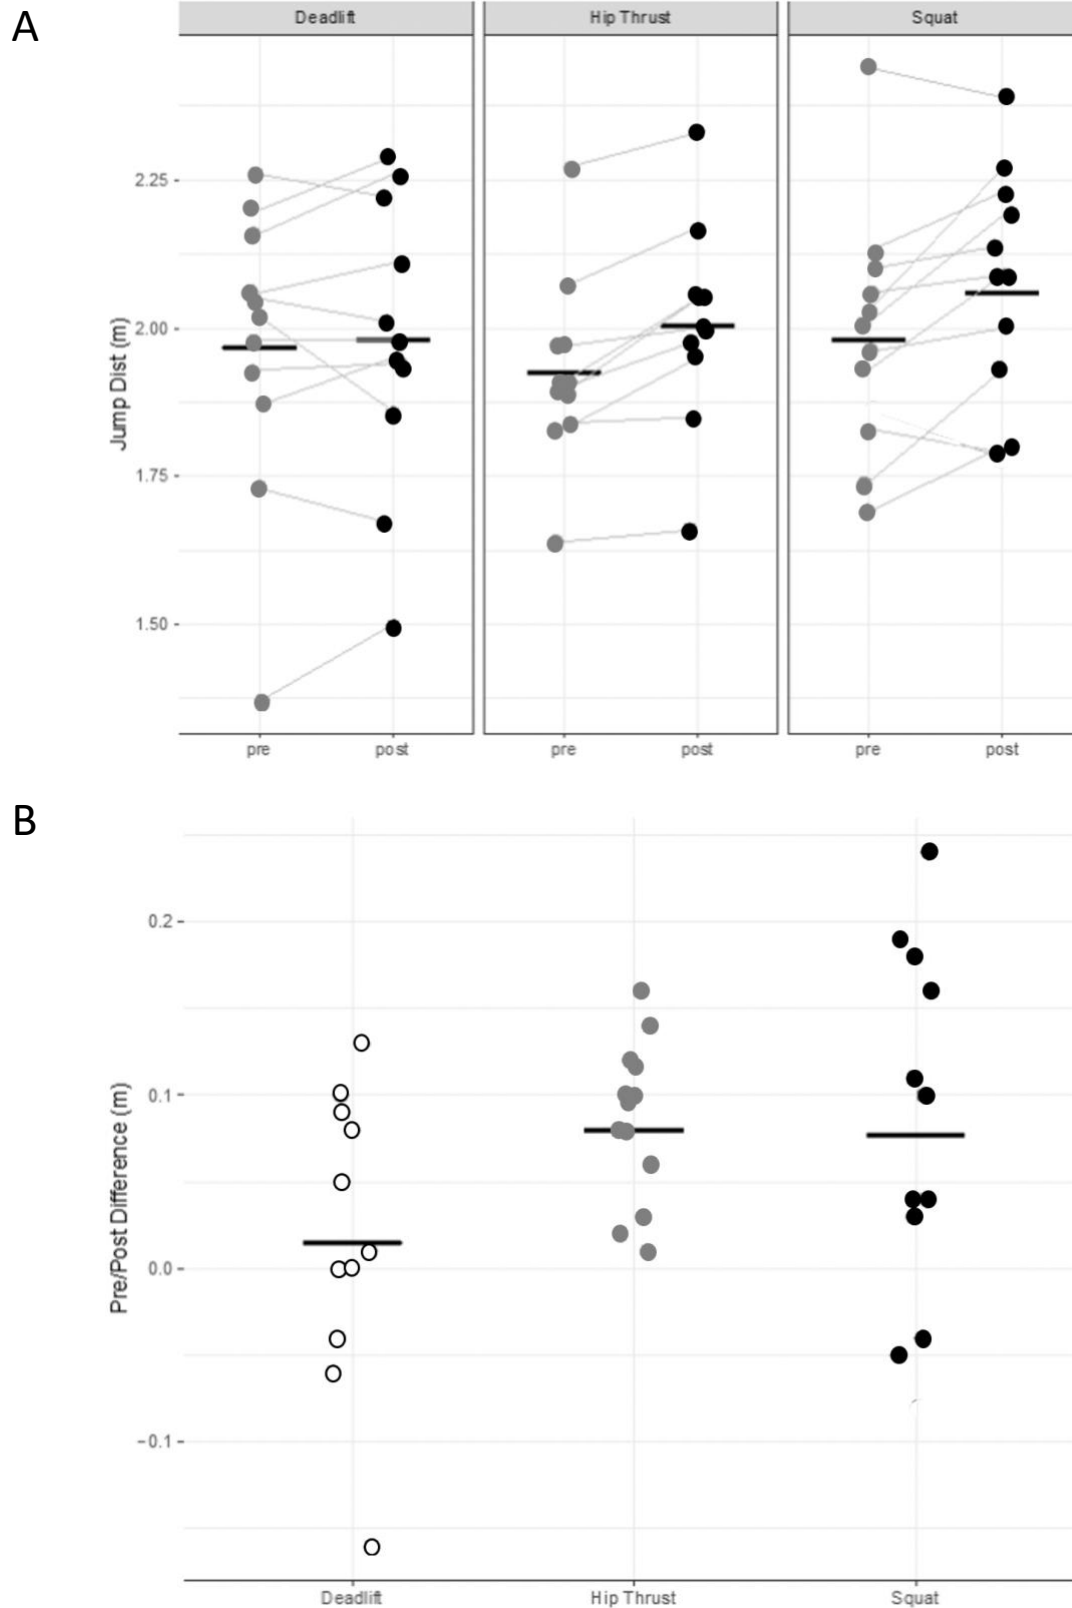 A
Deadlift Hip Thrust Squat
Jump Dist (m)
2.25
2.00
1.75
1.50
pre post pre post pre post
B
Pre/Post Difference (m)
0.2
0.1
0.0
−0.1
Deadlift Hip Thrust Squat